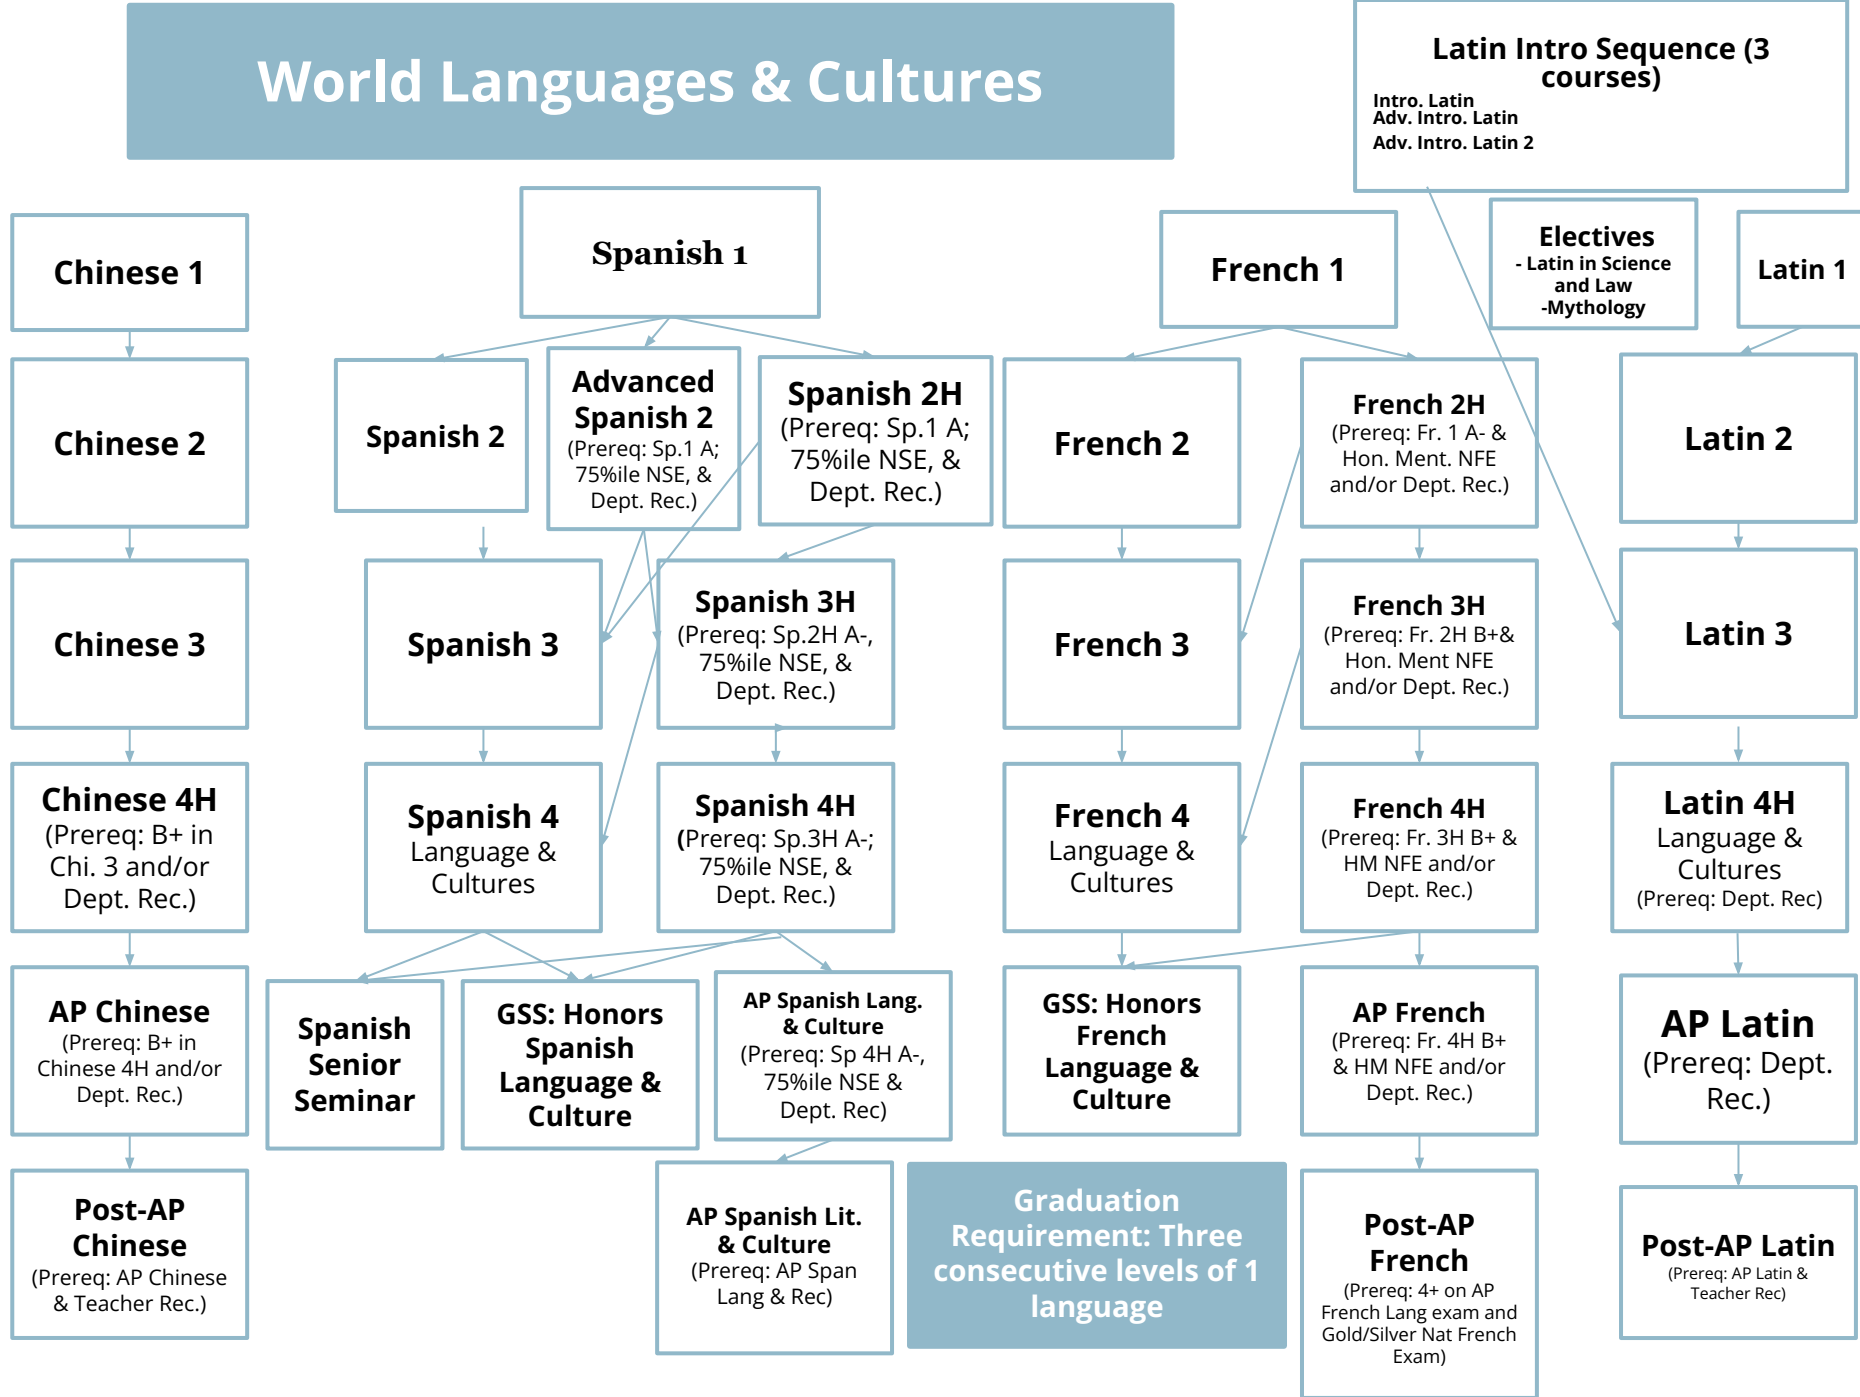 World Languages & Cultures
Latin Intro Sequence (3
courses)
Intro. Latin
Adv. Intro. Latin
Adv. Intro. Latin 2
Chinese 1
Spanish 1
French 1
Electives
- Latin in Science
and Law
-Mythology
Latin 1
Chinese 2
Spanish 2
Advanced
Spanish 2
(Prereq: Sp.1 A;
75%ile NSE, &
Dept. Rec.)
Spanish 2H
(Prereq: Sp.1 A;
75%ile NSE, &
Dept. Rec.)
French 2
French 2H
(Prereq: Fr. 1 A- &
Hon. Ment. NFE
and/or Dept. Rec.)
Latin 2
Chinese 3
Spanish 3
Spanish 3H
(Prereq: Sp.2H A-,
75%ile NSE, &
Dept. Rec.)
French 3
French 3H
(Prereq: Fr. 2H B+&
Hon. Ment NFE
and/or Dept. Rec.)
Latin 3
Chinese 4H
(Prereq: B+ in
Chi. 3 and/or
Dept. Rec.)
Spanish 4
Language &
Cultures
Spanish 4H
(Prereq: Sp.3H A-;
75%ile NSE, &
Dept. Rec.)
French 4
Language &
Cultures
French 4H
(Prereq: Fr. 3H B+ &
HM NFE and/or
Dept. Rec.)
Latin 4H
Language &
Cultures
(Prereq: Dept. Rec)
AP Chinese
(Prereq: B+ in
Chinese 4H and/or
Dept. Rec.)
Spanish
Senior
Seminar
GSS: Honors
Spanish
Language &
Culture
AP Spanish Lang.
& Culture
(Prereq: Sp 4H A-,
75%ile NSE &
Dept. Rec)
GSS: Honors
French
Language &
Culture
AP French
(Prereq: Fr. 4H B+
& HM NFE and/or
Dept. Rec.)
AP Latin
(Prereq: Dept.
Rec.)
Post-AP
Chinese
(Prereq: AP Chinese
& Teacher Rec.)
AP Spanish Lit.
& Culture
(Prereq: AP Span
Lang & Rec)
Graduation
Requirement: Three
consecutive levels of 1
language
Post-AP
French
(Prereq: 4+ on AP
French Lang exam and
Gold/Silver Nat French
Exam)
Post-AP Latin
(Prereq: AP Latin &
Teacher Rec)